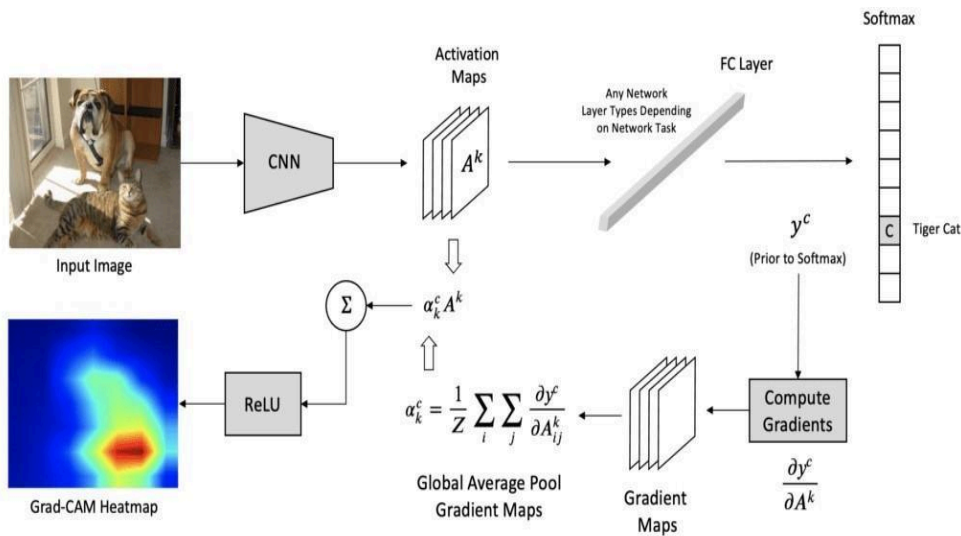 Softmax
Activation
Maps
FC Layer
Any Network
Layer Types Depending
on Network Task
CNN
A^k
Input Image
y^c
(Prior to Softmax)
C
Tiger Cat
Σ
α_k^c A^k
ReLU
α_k^c = 1/Z ∑_i ∑_j ∂y^c/∂A_ij^k
Compute
Gradients
∂y^c/∂A^k
Global Average Pool
Gradient Maps
Gradient
Maps
Grad-CAM Heatmap